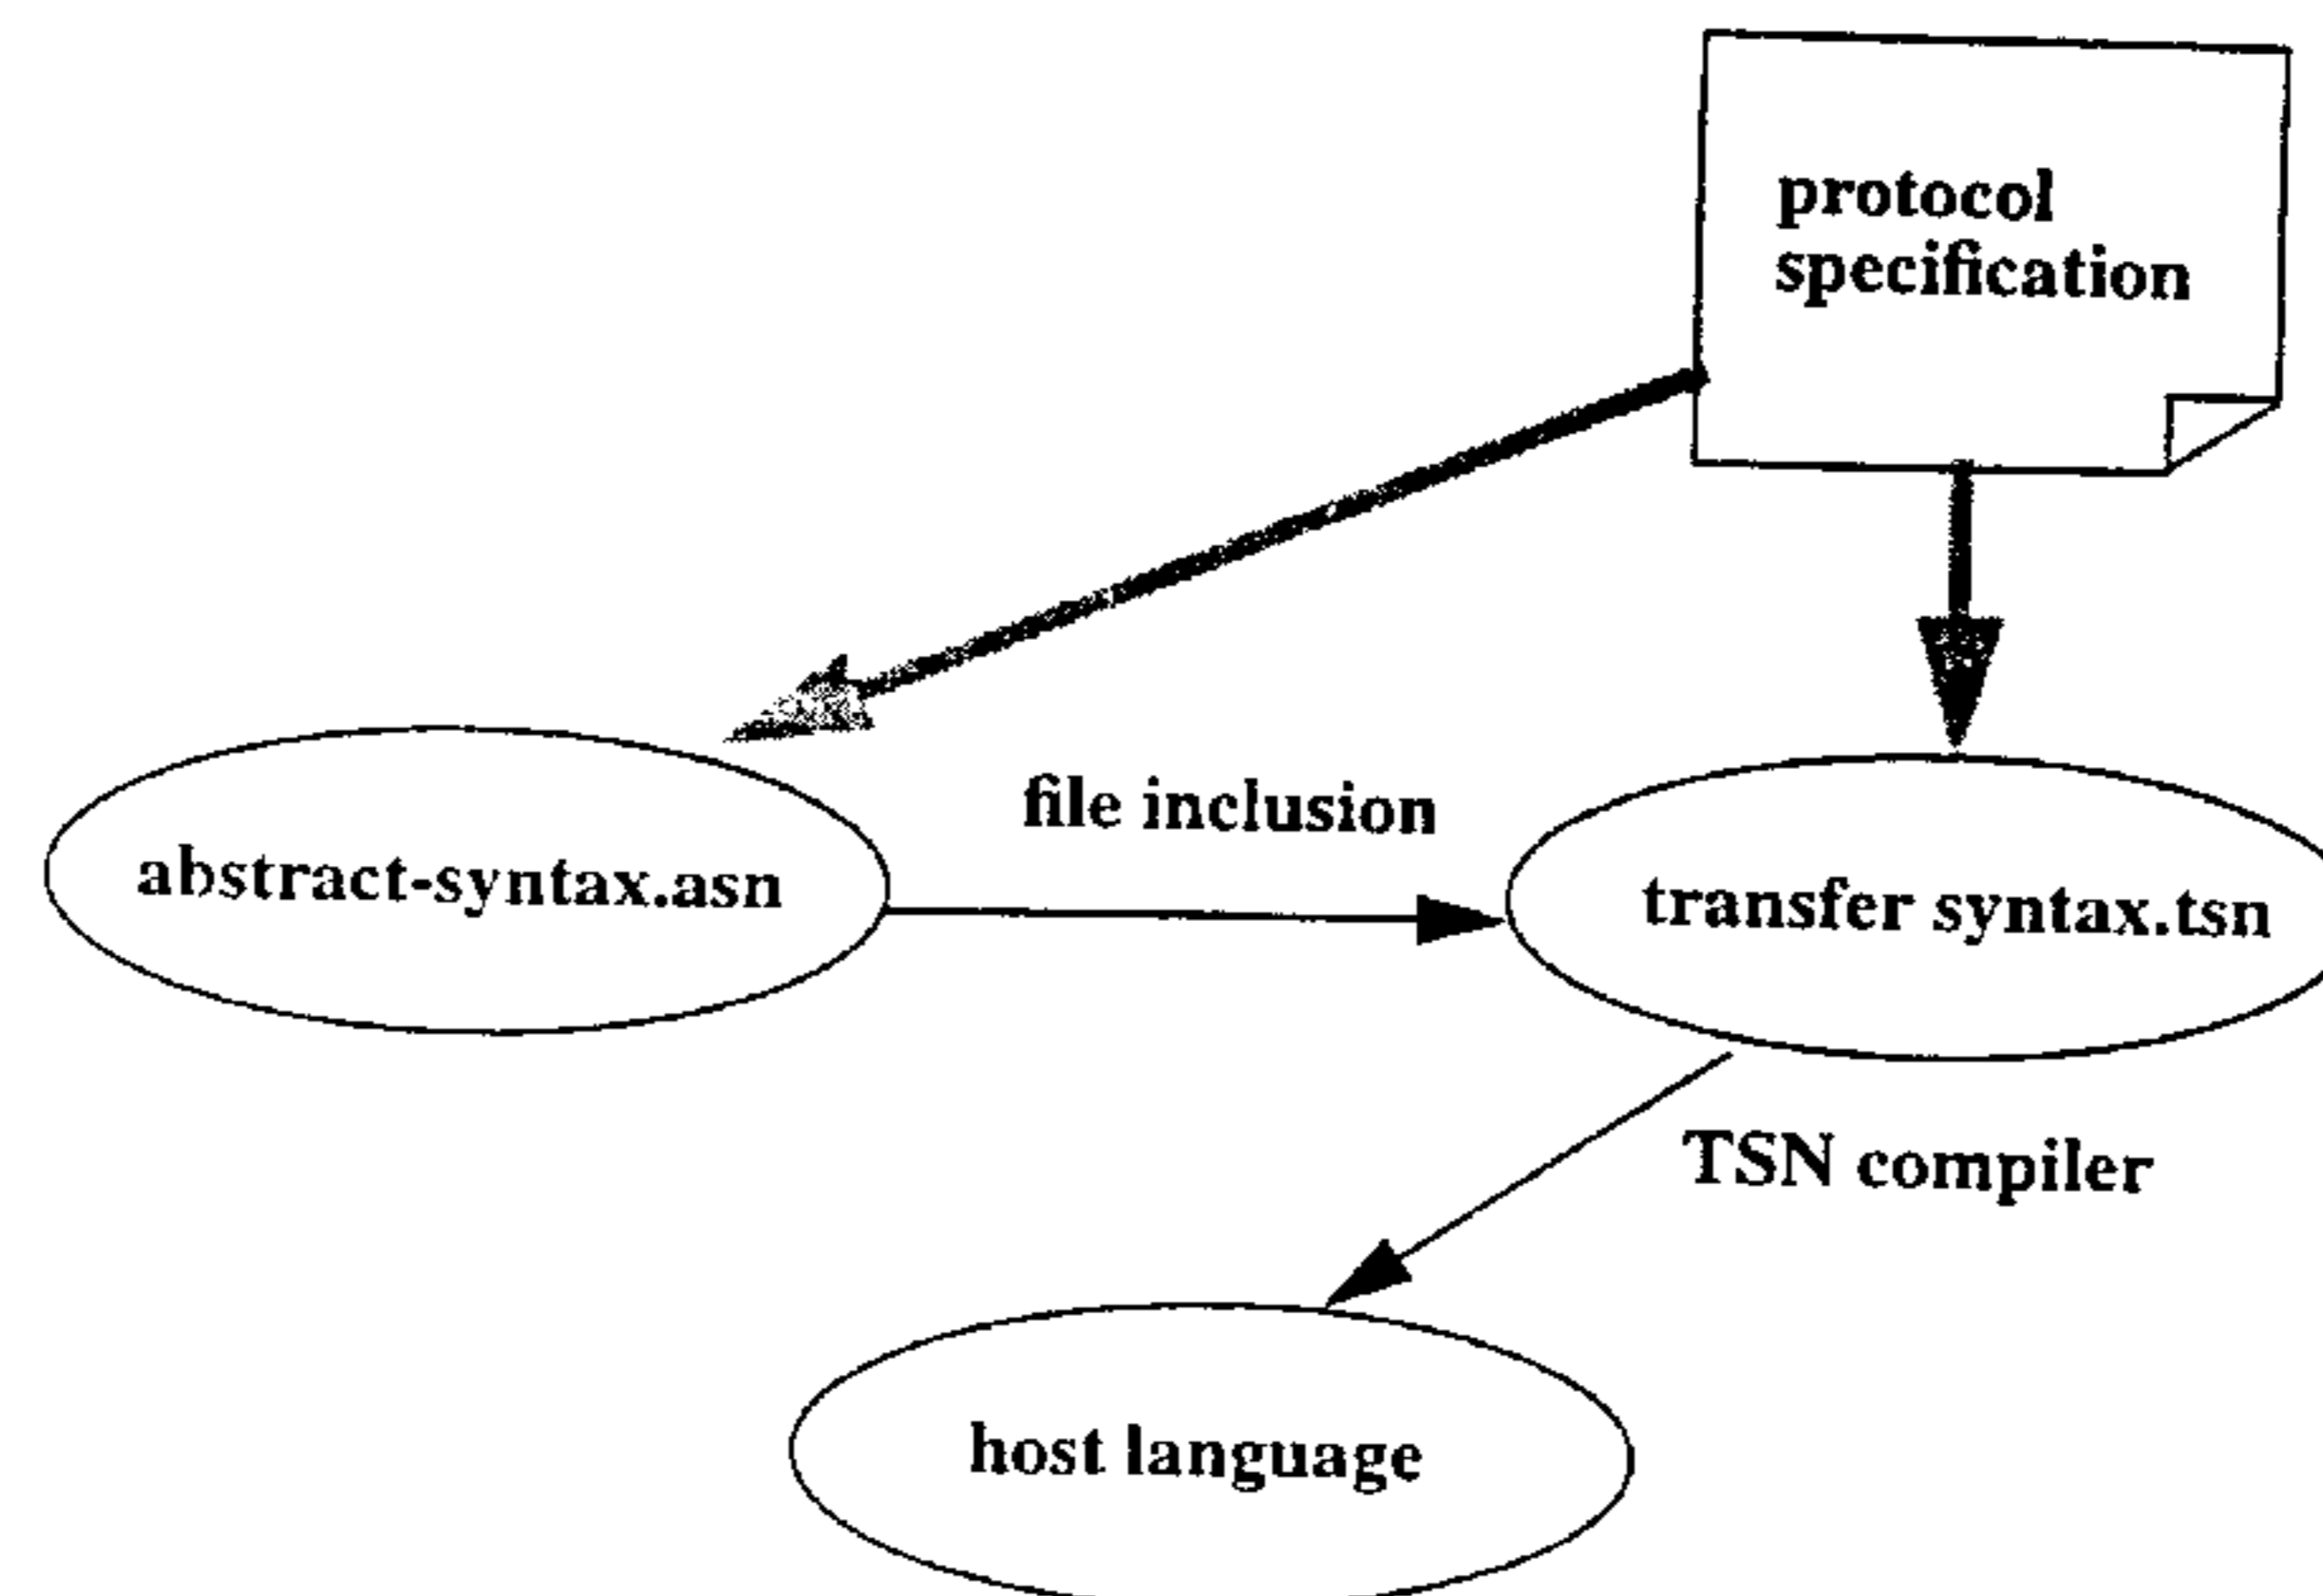 protocol
specification
file inclusion
abstract-syntax.asn
transfer syntax.tsn
TSN compiler
host language